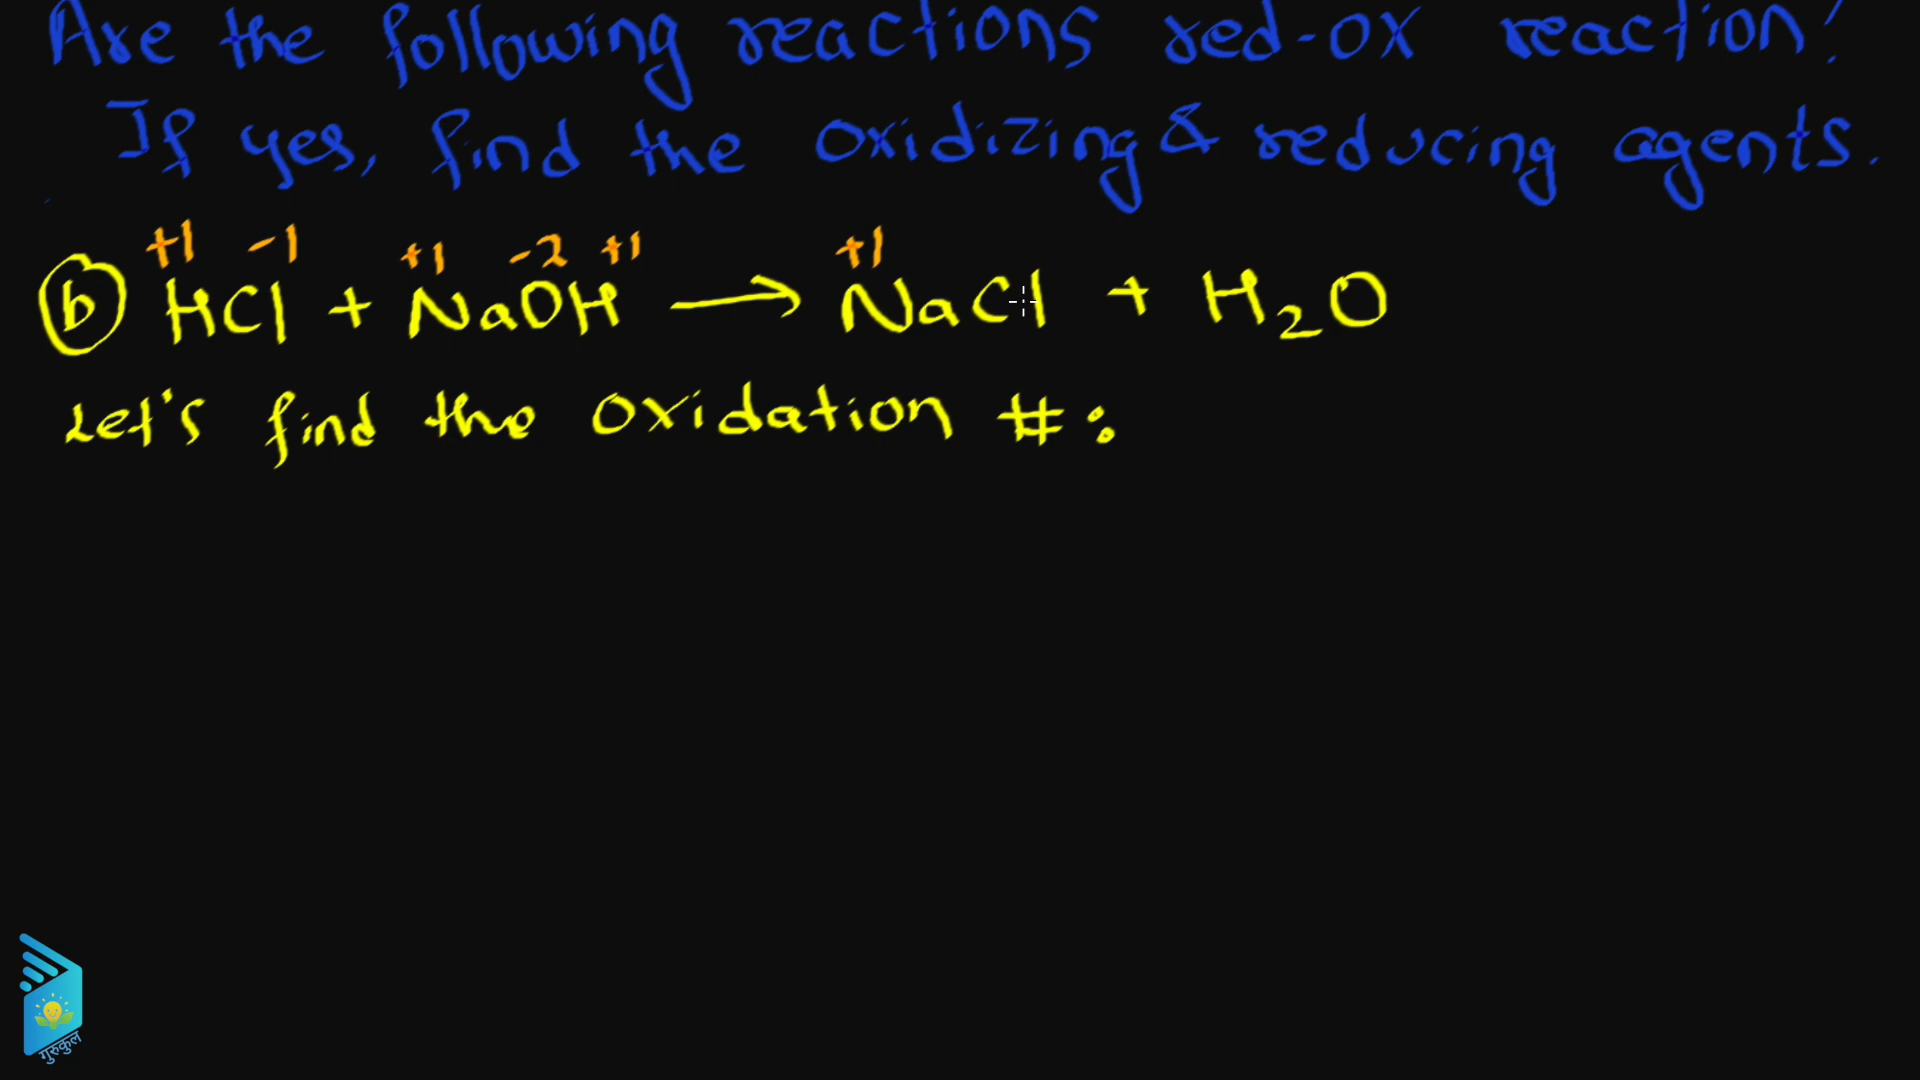 Are the following reactions red-ox reaction?
If yes, find the oxidizing & reducing agents.
+1 -1 +1 -2 +1 +1
(b) HCl + NaOH → NaCl + H₂O
Let's find the oxidation #:
गुरुकुल